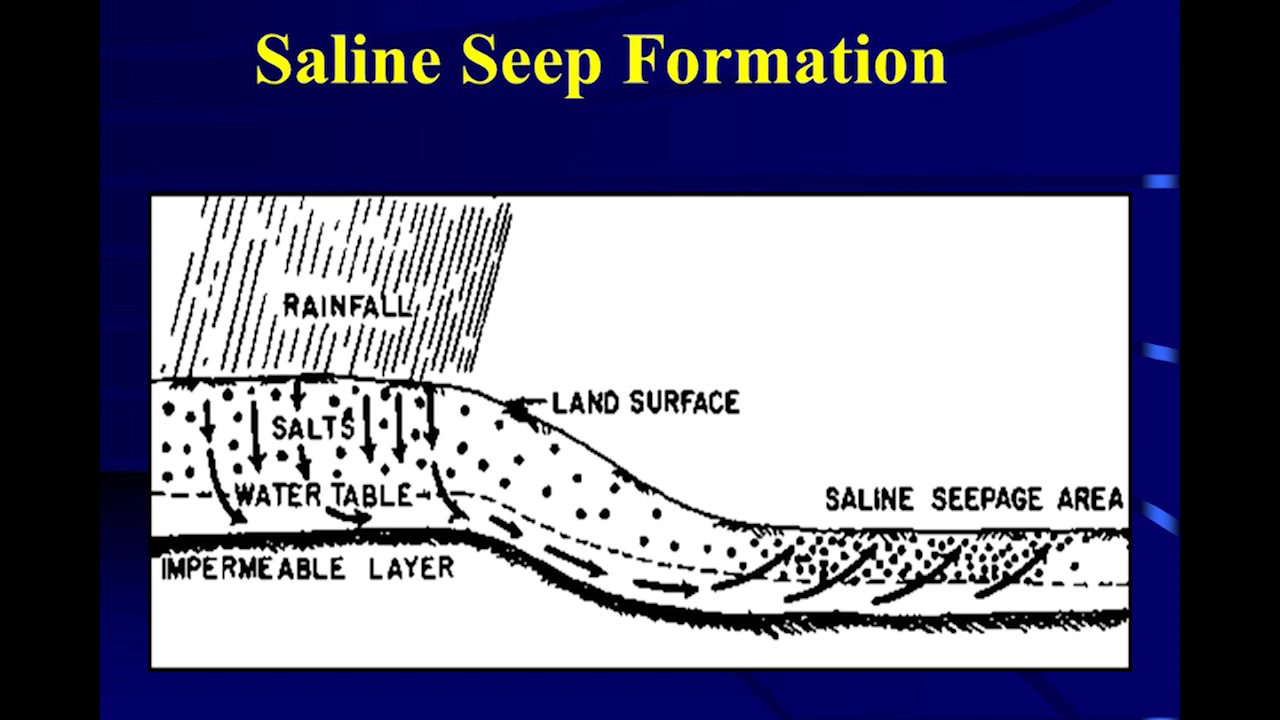 Saline Seep Formation
RAINFALL
LAND SURFACE
SALTS
WATER TABLE
SALINE SEEPAGE AREA
IMPERMEABLE LAYER